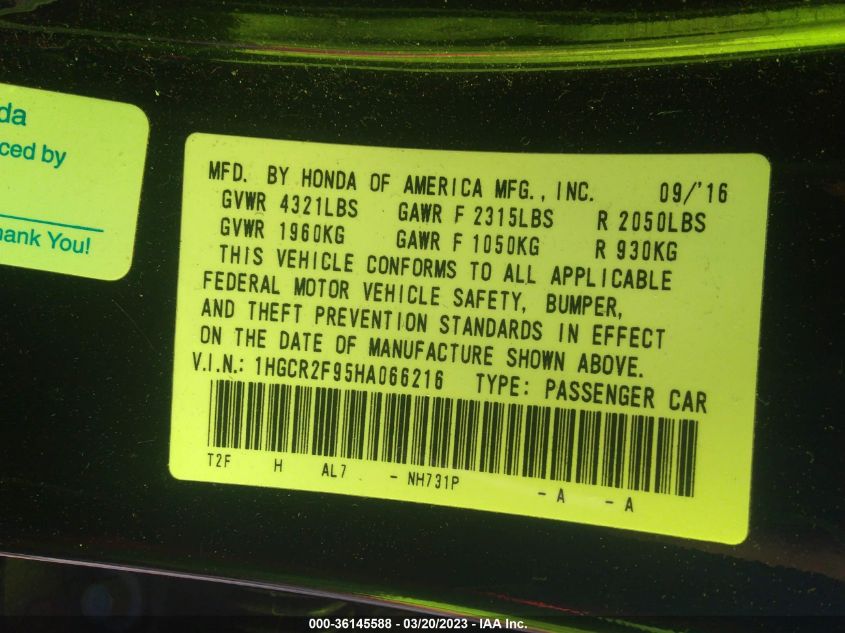 da
ced by
ank You!
MFD. BY HONDA OF AMERICA MFG., INC. 09/'16
GVWR 4321LBS GAWR F 2315LBS R 2050LBS
GVWR 1960KG GAWR F 1050KG R 930KG
THIS VEHICLE CONFORMS TO ALL APPLICABLE
FEDERAL MOTOR VEHICLE SAFETY, BUMPER,
AND THEFT PREVENTION STANDARDS IN EFFECT
ON THE DATE OF MANUFACTURE SHOWN ABOVE.
V.I.N.: 1HGCR2F95HA066216 TYPE: PASSENGER CAR
T2F H AL7 - NH731P - A - A
000-36145588 - 03/20/2023 - IAA Inc.